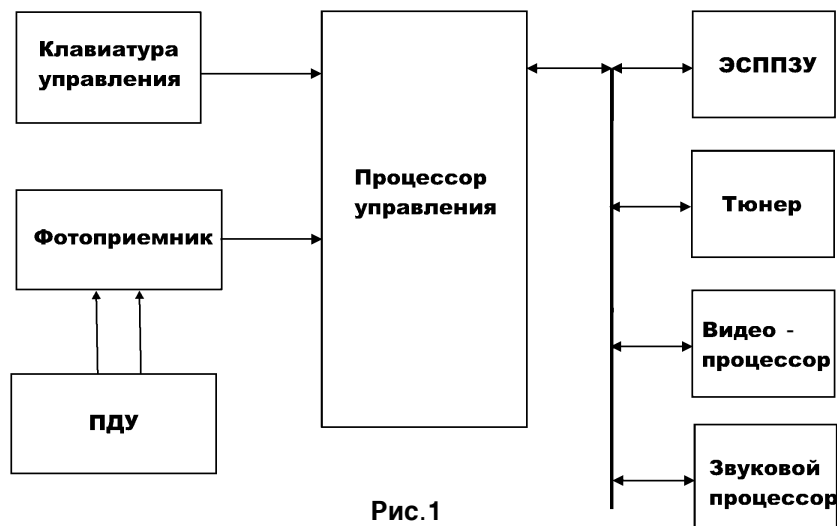 Клавиатура
управления
Фотоприемник
ПДУ
Процессор
управления
ЭСППЗУ
Тюнер
Видео -
процессор
Звуковой
процессор
Рис.1